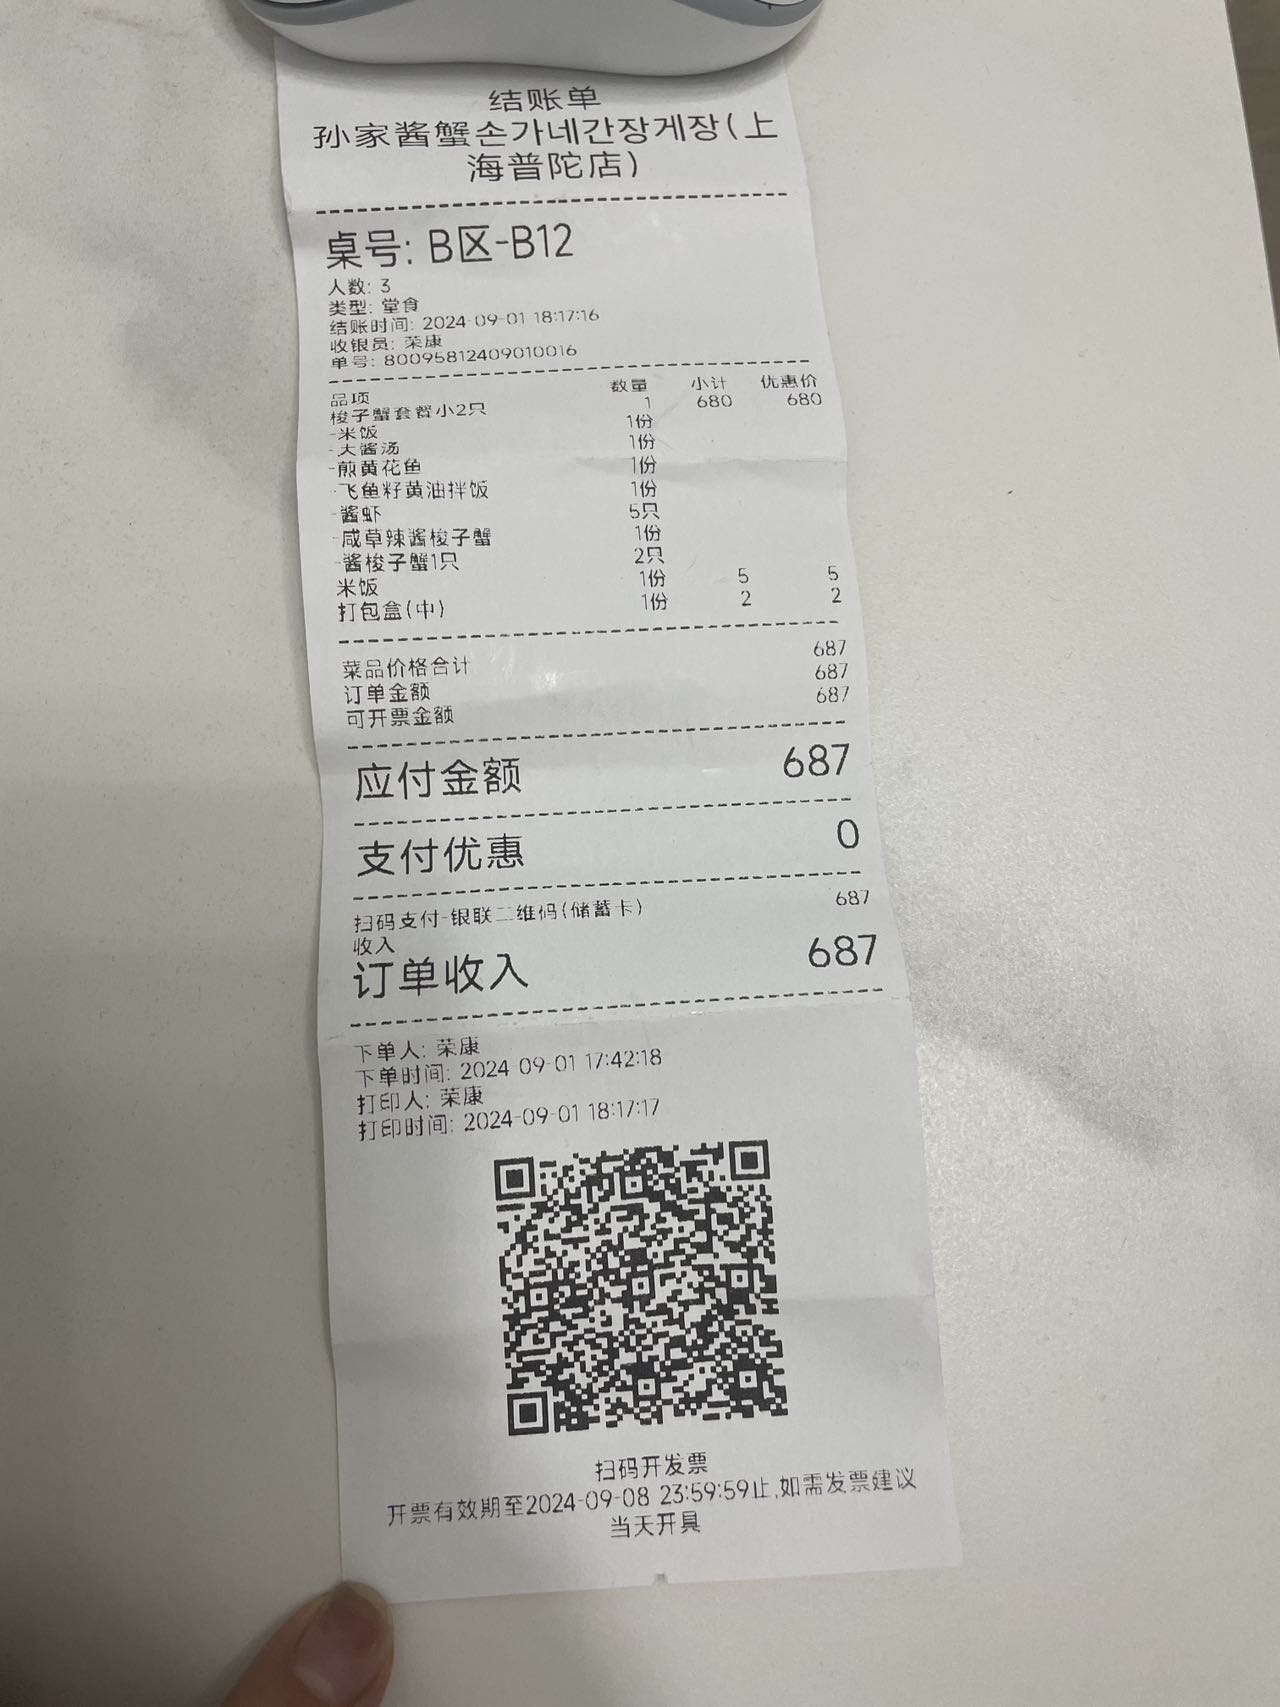 结账单
孙家酱蟹손가네간장게장(上
海普陀店)
桌号: B区-B12
人数: 3
类型: 堂食
结账时间: 2024-09-01 18:17:16
收银员: 荣康
单号: 80095812409010016
品项 数量 小计 优惠价
梭子蟹套餐小2只 1 680 680
-米饭 1份
-大酱汤 1份
-煎黄花鱼 1份
-飞鱼籽黄油拌饭 1份
-酱虾 5只
-咸草辣酱梭子蟹 1份
-酱梭子蟹1只 2只
米饭 1份 5 5
打包盒(中) 1份 2 2
菜品价格合计 687
订单金额 687
可开票金额 687
应付金额 687
支付优惠 0
扫码支付-银联二维码(储蓄卡) 687
收入
订单收入 687
下单人: 荣康
下单时间: 2024-09-01 17:42:18
打印人: 荣康
打印时间: 2024-09-01 18:17:17
扫码开发票
开票有效期至2024-09-08 23:59:59止,如需发票建议
当天开具